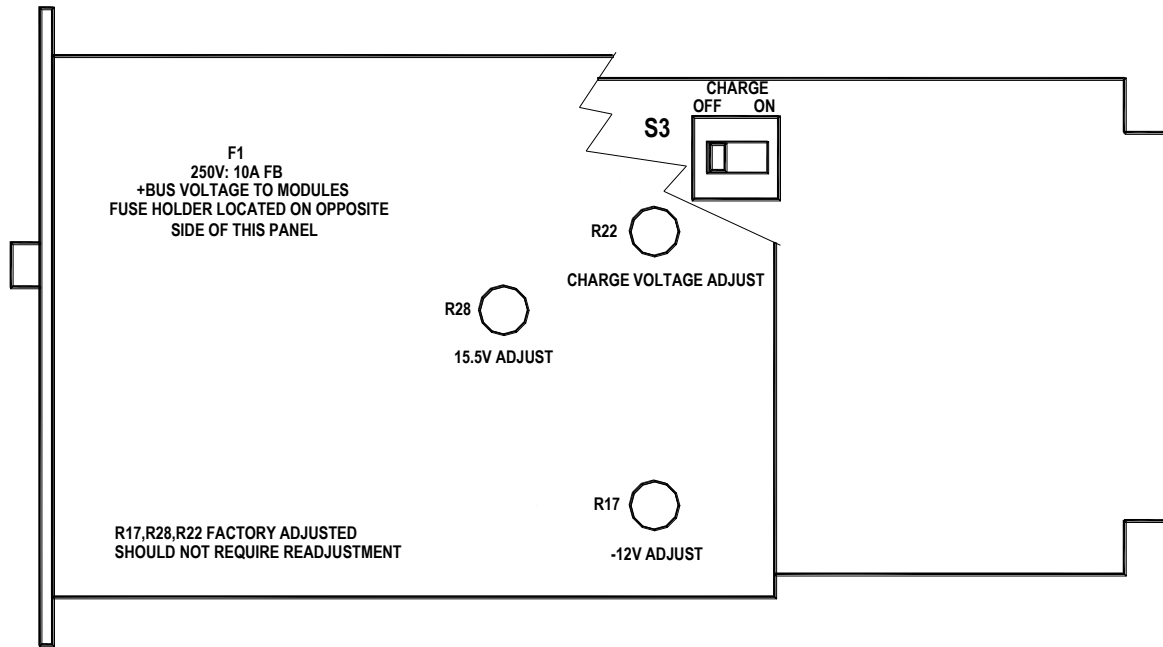 CHARGE
OFF ON
S3
F1
250V: 10A FB
+BUS VOLTAGE TO MODULES
FUSE HOLDER LOCATED ON OPPOSITE
SIDE OF THIS PANEL
R22
CHARGE VOLTAGE ADJUST
R28
15.5V ADJUST
R17
-12V ADJUST
R17,R28,R22 FACTORY ADJUSTED
SHOULD NOT REQUIRE READJUSTMENT